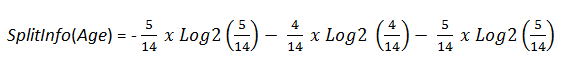 SplitInfo(Age) = - 5/14 x Log2 (5/14) − 4/14 x Log2 (4/14) − 5/14 x Log2 (5/14)